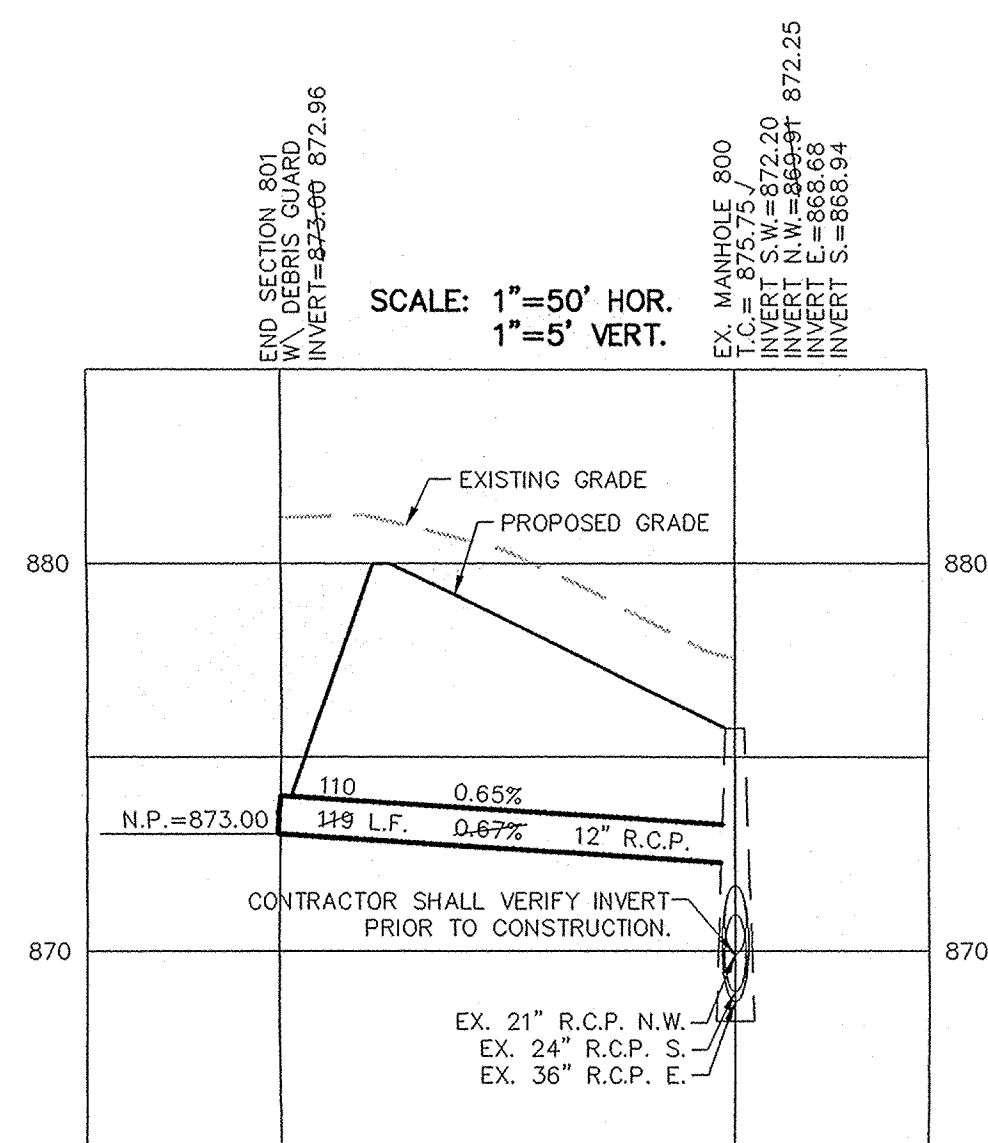 END SECTION 801
W\ DEBRIS GUARD
INVERT=873.00 872.96
SCALE: 1"=50' HOR.
1"=5' VERT.
EX. MANHOLE 800
T.C.= 875.75
INVERT S.W.=872.20
INVERT N.W.=869.91 872.25
INVERT E.=868.68
INVERT S.=868.94
EXISTING GRADE
PROPOSED GRADE
880
880
110 0.65%
N.P.=873.00
119 L.F. 0.67% 12" R.C.P.
CONTRACTOR SHALL VERIFY INVERT
PRIOR TO CONSTRUCTION.
870
870
EX. 21" R.C.P. N.W.
EX. 24" R.C.P. S.
EX. 36" R.C.P. E.